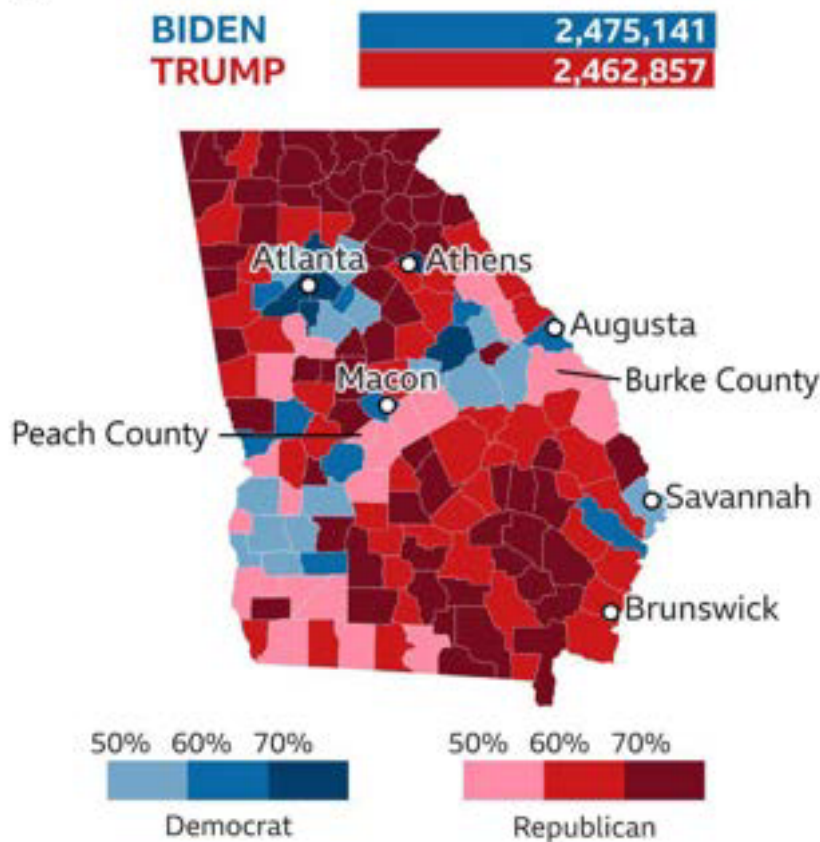 BIDEN 2,475,141
TRUMP 2,462,857
Atlanta
Athens
Augusta
Burke County
Macon
Peach County
Savannah
Brunswick
50% 60% 70%
Democrat
50% 60% 70%
Republican